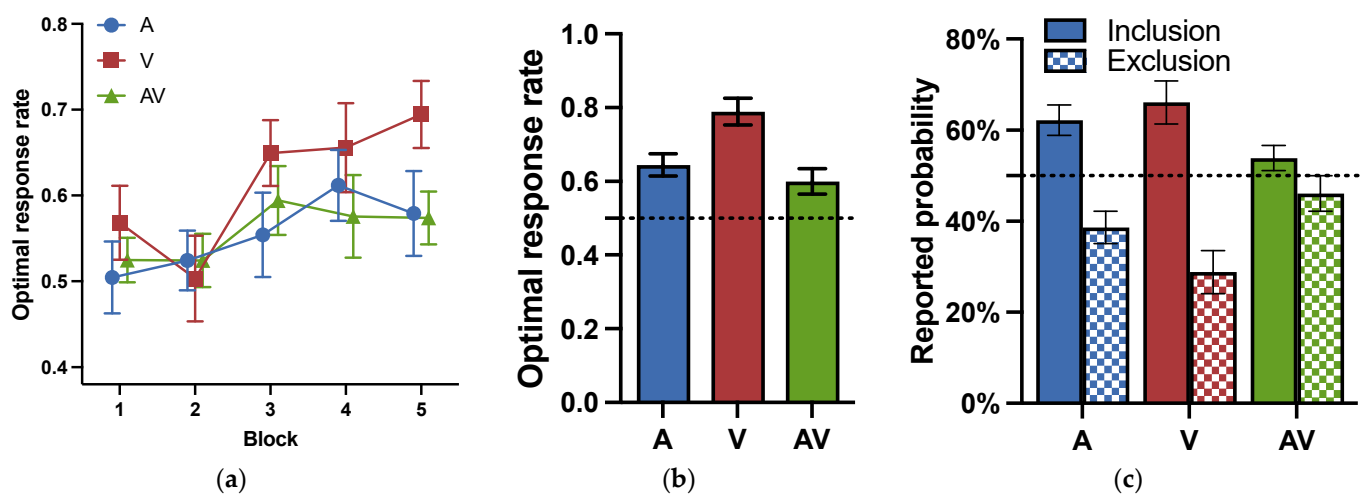 A
V
AV
Optimal response rate
0.8
0.7
0.6
0.5
0.4
1 2 3 4 5
Block
(a)
Optimal response rate
1.0
0.8
0.6
0.4
0.2
0.0
A V AV
(b)
Inclusion
Exclusion
Reported probability
80%
60%
40%
20%
0%
A V AV
(c)